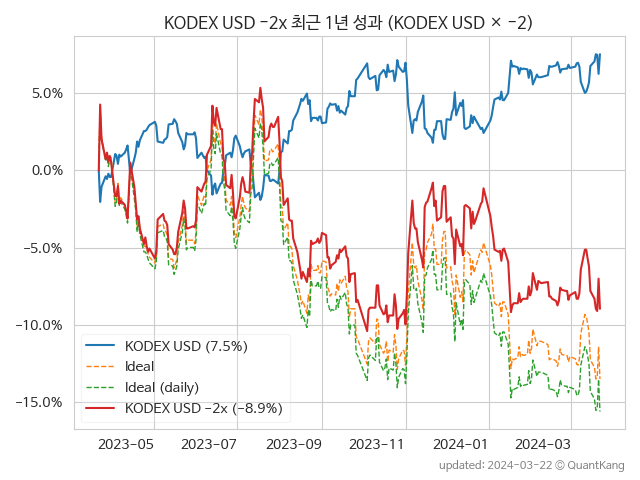 KODEX USD −2x 최근 1년 성과 (KODEX USD × −2)
5.0%
0.0%
−5.0%
−10.0%
−15.0%
KODEX USD (7.5%)
Ideal
Ideal (daily)
KODEX USD −2x (−8.9%)
2023−05
2023−07
2023−09
2023−11
2024−01
2024−03
updated: 2024−03−22 © QuantKang